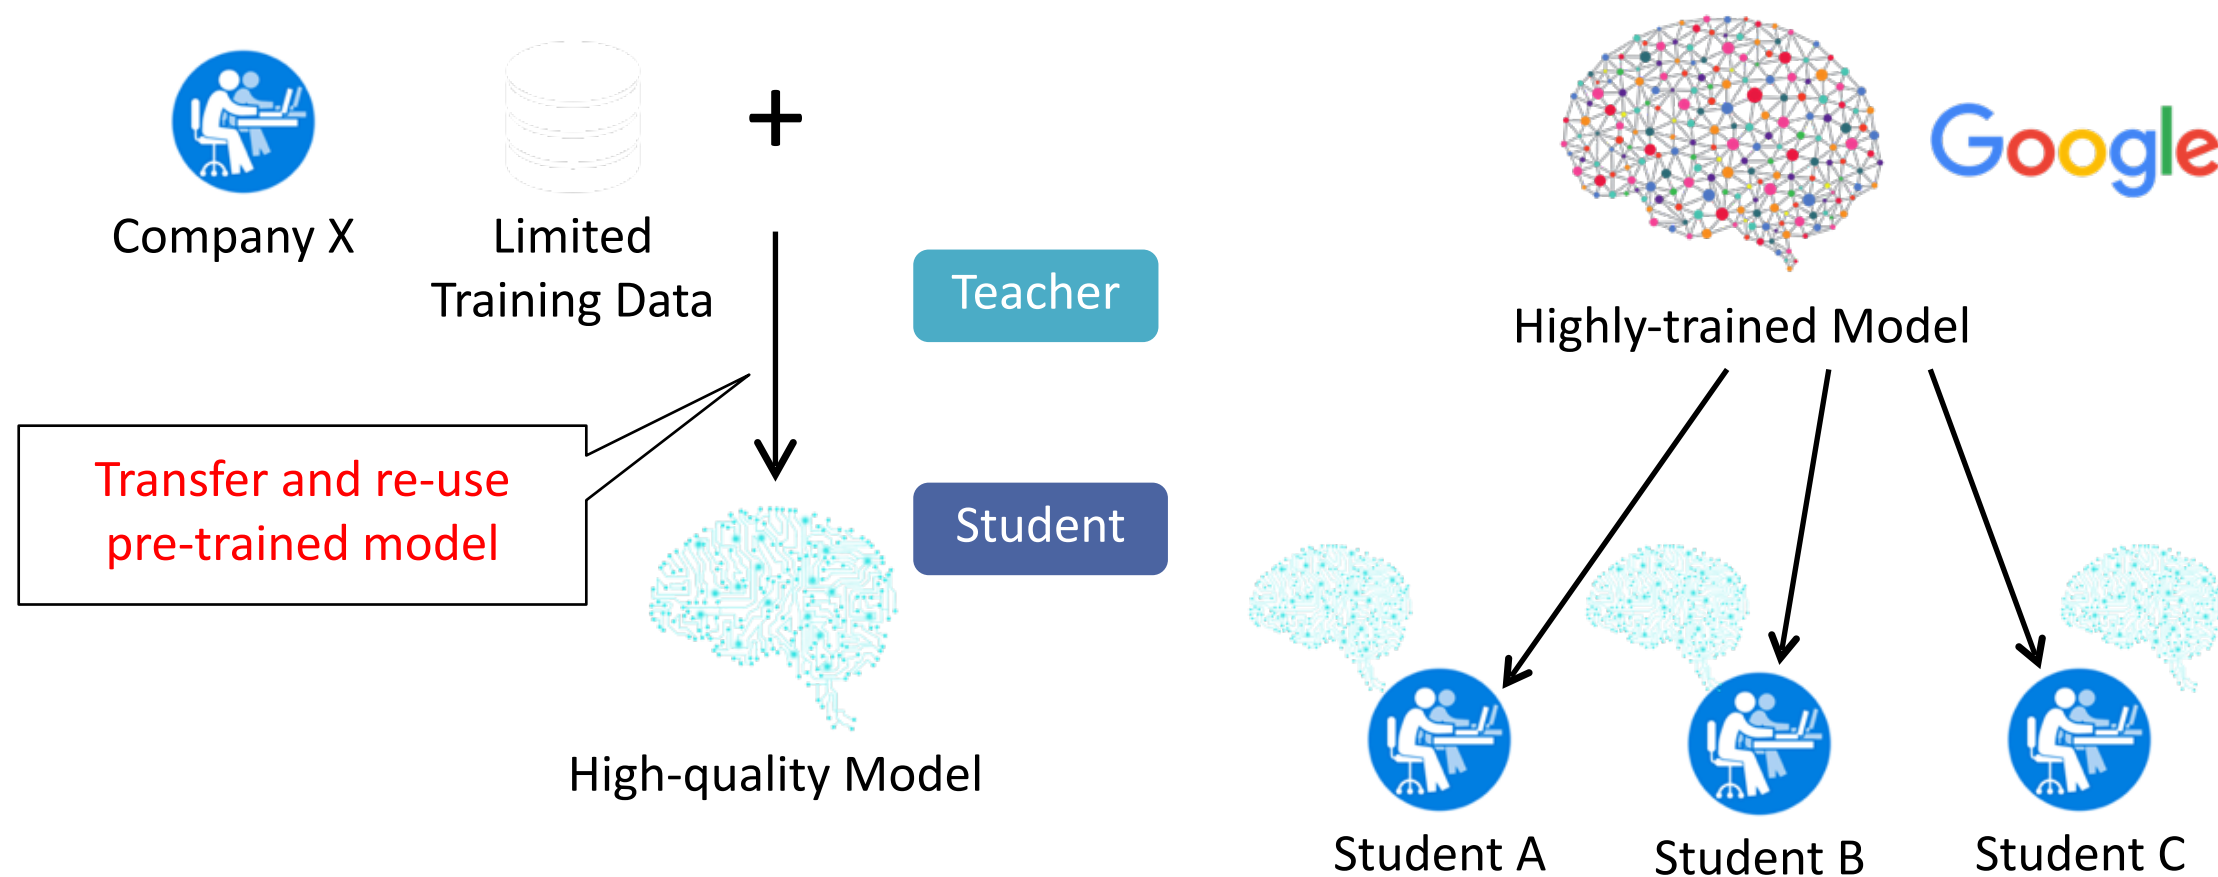 Company X
Limited
Training Data
+
Teacher
Transfer and re-use
pre-trained model
Student
High-quality Model
Google
Highly-trained Model
Student A
Student B
Student C